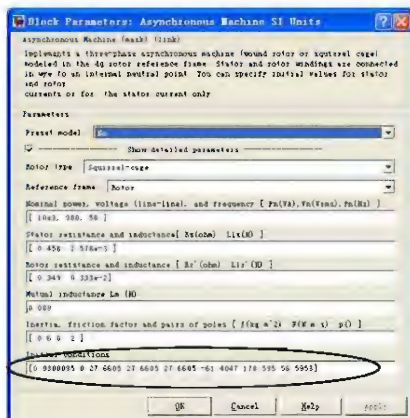 Block Parameters: Asynchronous Machine SI Units
Asynchronous Machine (mask) (link)
Implements a three-phase asynchronous machine (wound rotor or squirrel cage)
modeled in the dq rotor reference frame. Stator and rotor windings are connected
in wye to an internal neutral point. You can specify initial values for stator
and rotor
currents or for the stator current only
Parameters
Preset model No
Show detailed parameters
Rotor type Squirrel-cage
Reference frame Rotor
Nominal power, voltage (line-line), and frequency [ Pn(VA),Vn(Vrms),fn(Hz) ]
Stator resistance and inductance[ Rs(ohm) Lls(H) ]
Rotor resistance and inductance [ Rr'(ohm) Llr'(H) ]
Mutual inductance Lm (H)
Inertia, friction factor and pairs of poles [ J(kg.m^2) F(N.m.s) p() ]
[ 0 6 0 2 ]
Initial conditions
OK Cancel Help Apply